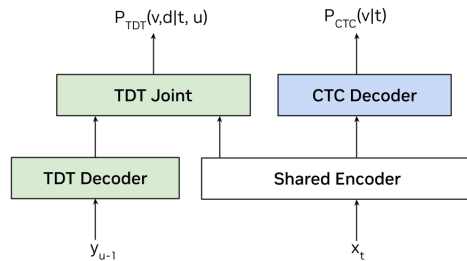 P_TDT(v,d|t, u)
P_CTC(v|t)
TDT Joint
CTC Decoder
TDT Decoder
Shared Encoder
y_u-1
x_t